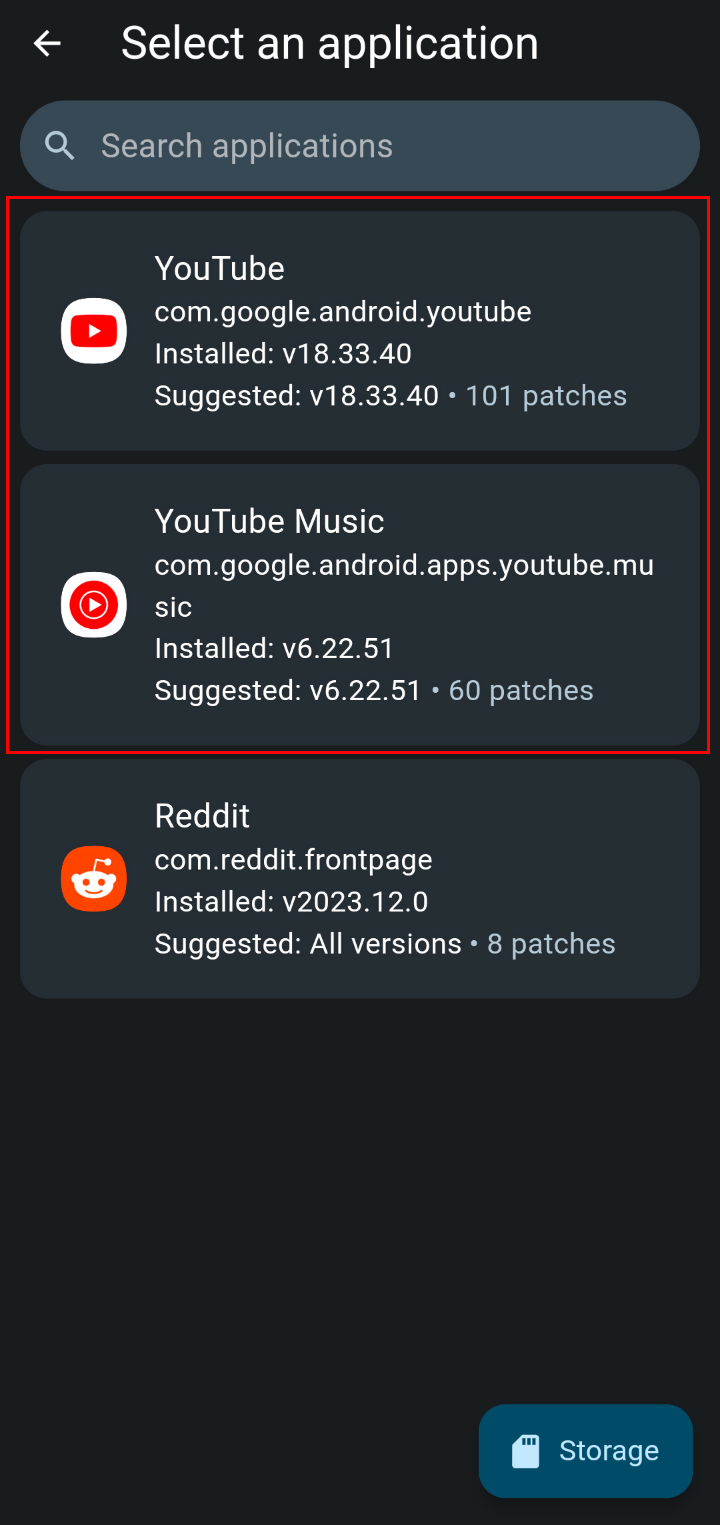 Select an application
Search applications
YouTube
com.google.android.youtube
Installed: v18.33.40
Suggested: v18.33.40 • 101 patches
YouTube Music
com.google.android.apps.youtube.mu
sic
Installed: v6.22.51
Suggested: v6.22.51 • 60 patches
Reddit
com.reddit.frontpage
Installed: v2023.12.0
Suggested: All versions • 8 patches
Storage